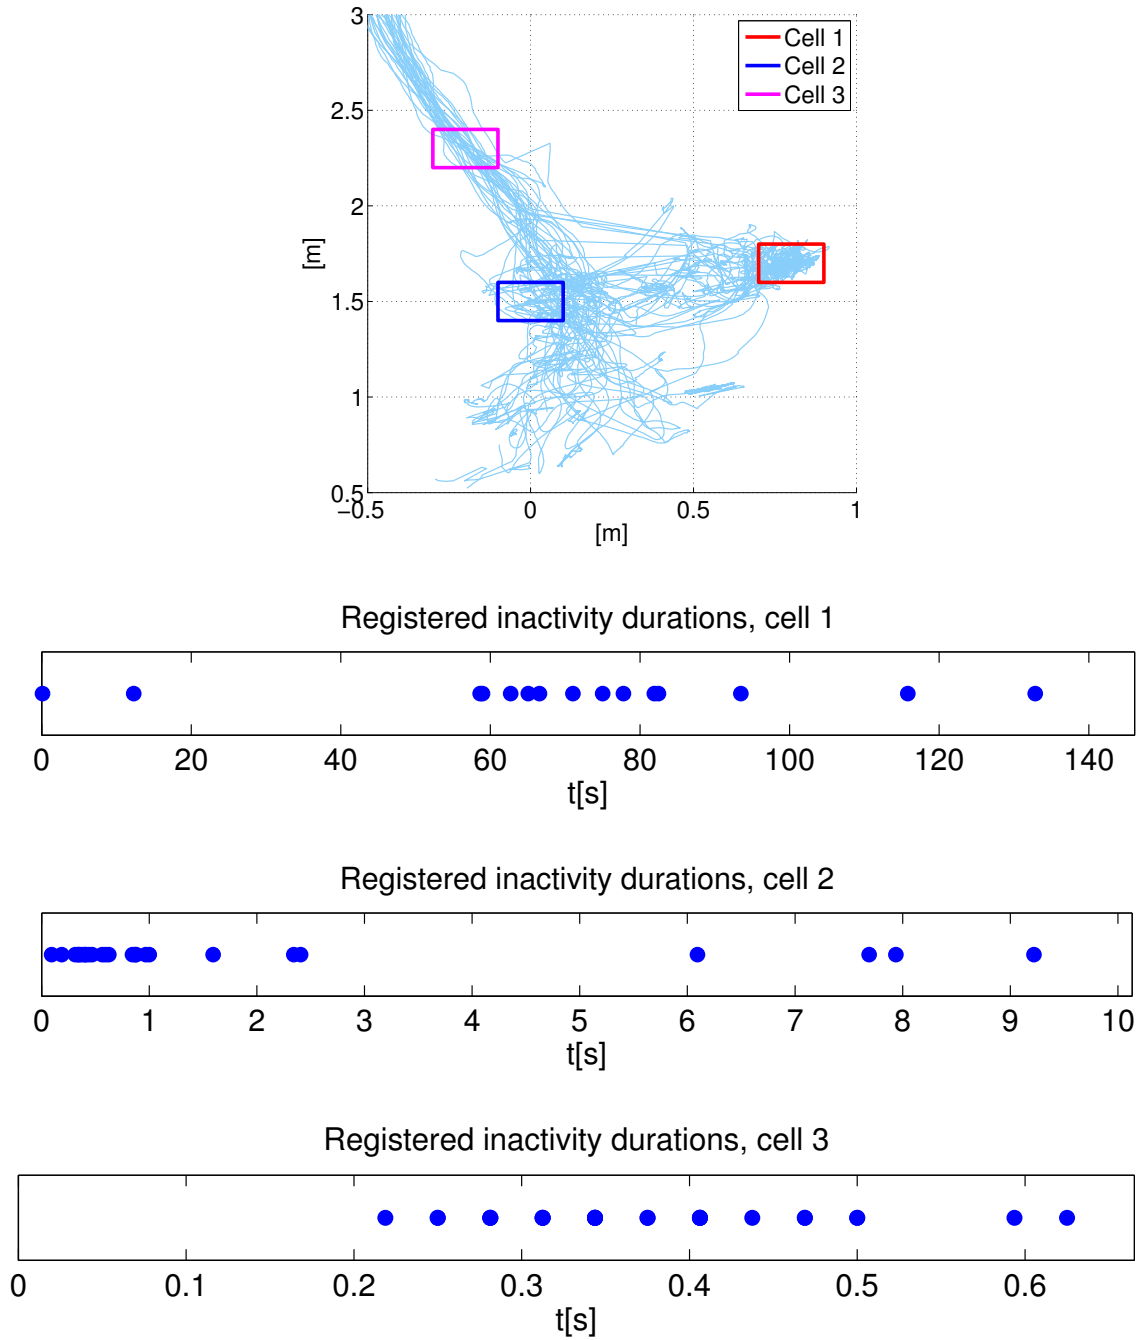 3
2.5
2
1.5
1
0.5
−0.5 0 0.5 1
[m]
[m]
Cell 1
Cell 2
Cell 3
Registered inactivity durations, cell 1
0 20 40 60 80 100 120 140
t[s]
Registered inactivity durations, cell 2
0 1 2 3 4 5 6 7 8 9 10
t[s]
Registered inactivity durations, cell 3
0 0.1 0.2 0.3 0.4 0.5 0.6
t[s]